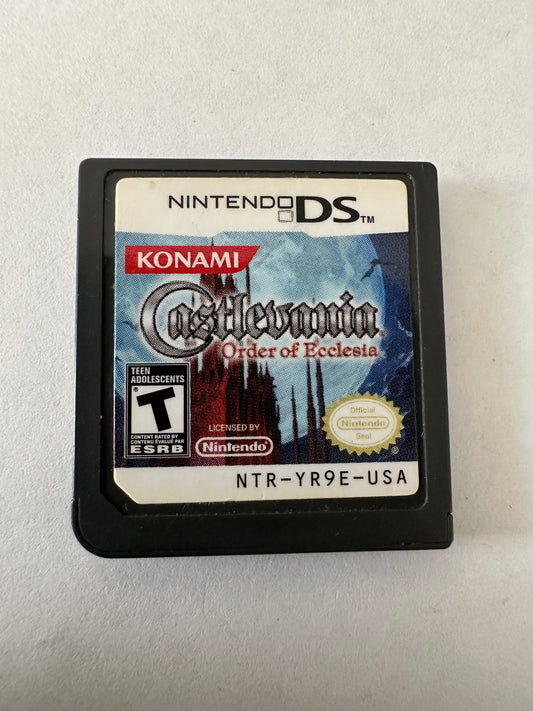 NINTENDO DS™
KONAMI
Castlevania
Order of Ecclesia
TEEN
ADOLESCENTS
T
®
CONTENT RATED BY
CONTENU ÉVALUÉ PAR
ESRB
LICENSED BY
Nintendo
Official
Nintendo
Seal
®
NTR-YR9E-USA